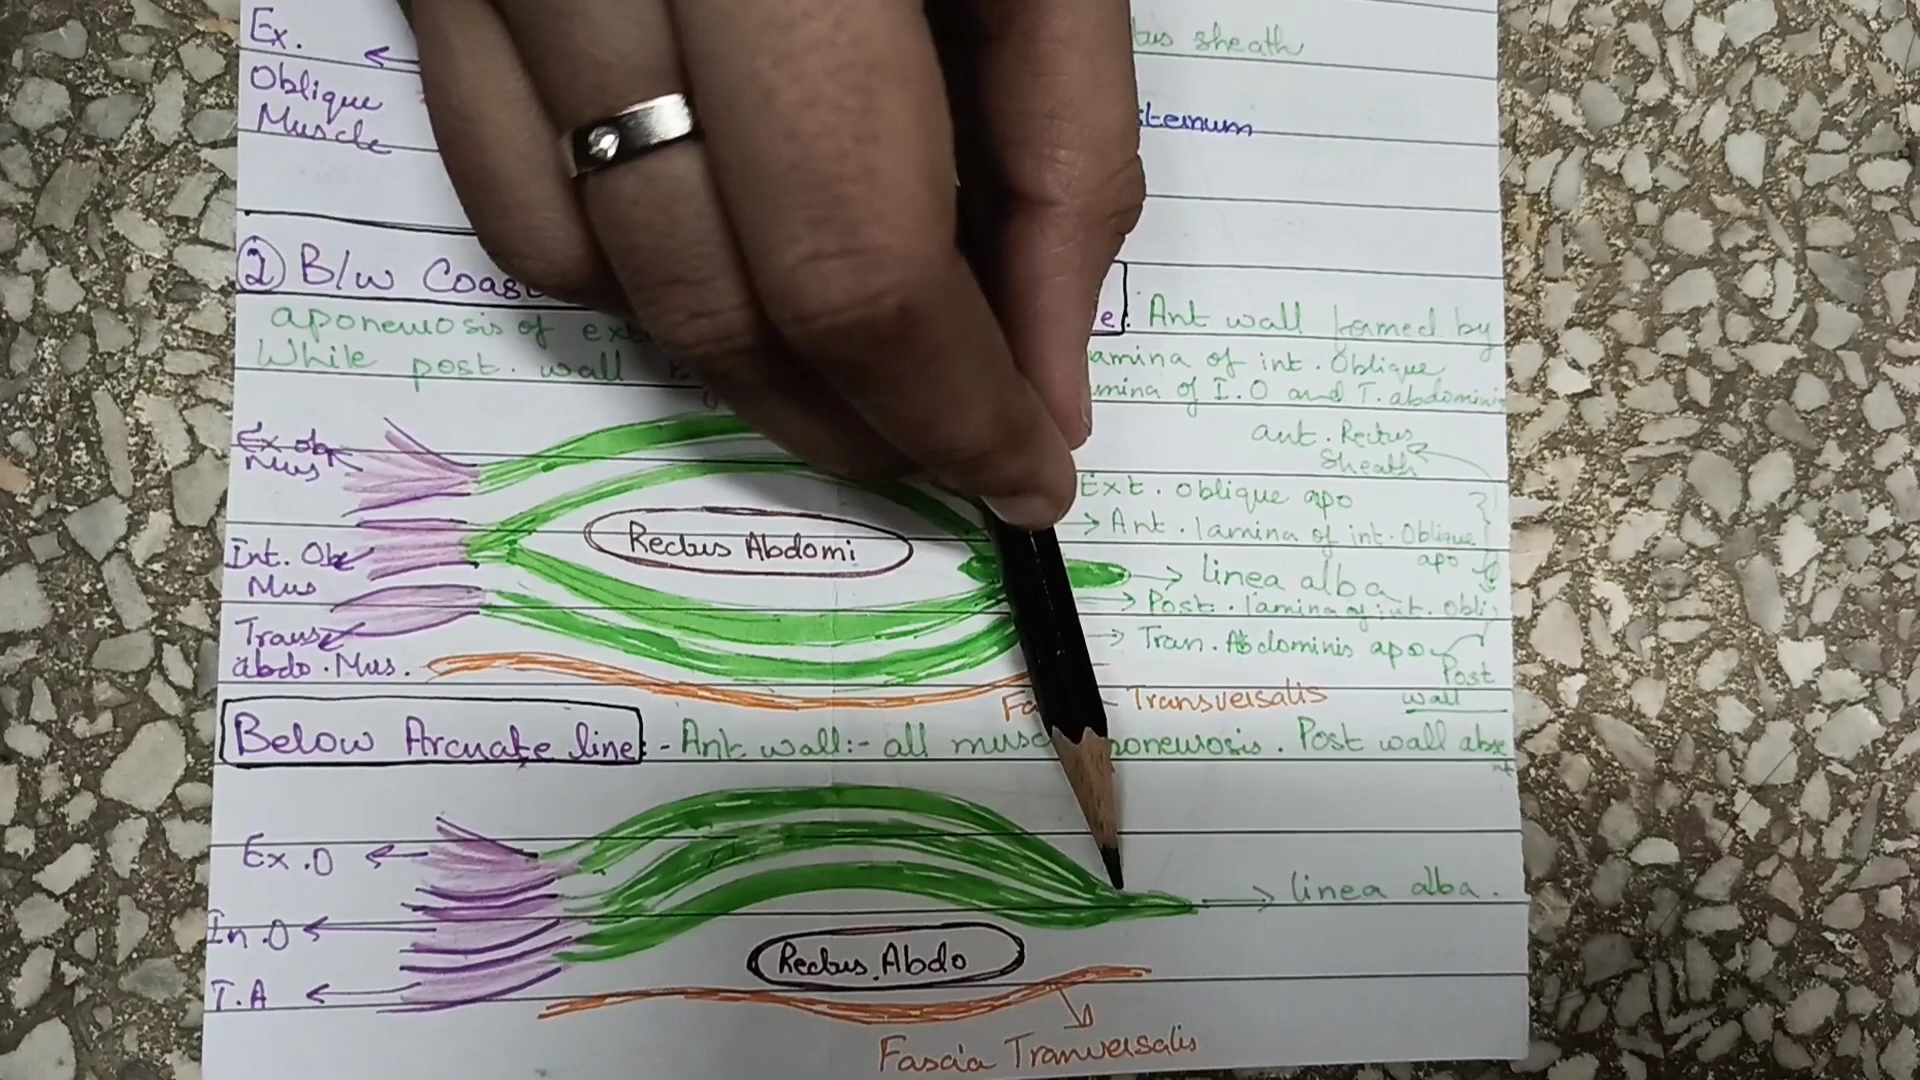 Ex.
Oblique
Muscle
sheath
sternum
2 B/w
: Ant wall formed by
aponeurosis of
amina of int. Oblique
While post. wall
mina of I.O and T. abdominis
ant. Rectus
Sheath
Ex ob
Mus
Ext. oblique apo
Ant. lamina of int. Oblique
apo
Rectus Abdomi
Int. Ob
Mus
linea alba
Post. lamina of int. Obli
Trans
abdo. Mus.
Tran. Abdominis apo
Post
wall
Transversalis
Below Arcuate line :- Ant wall:- all musc oneurosis. Post wall abse
nt
Ex.O
linea alba.
In.O
Rectus Abdo
T.A
Fascia Tranversalis